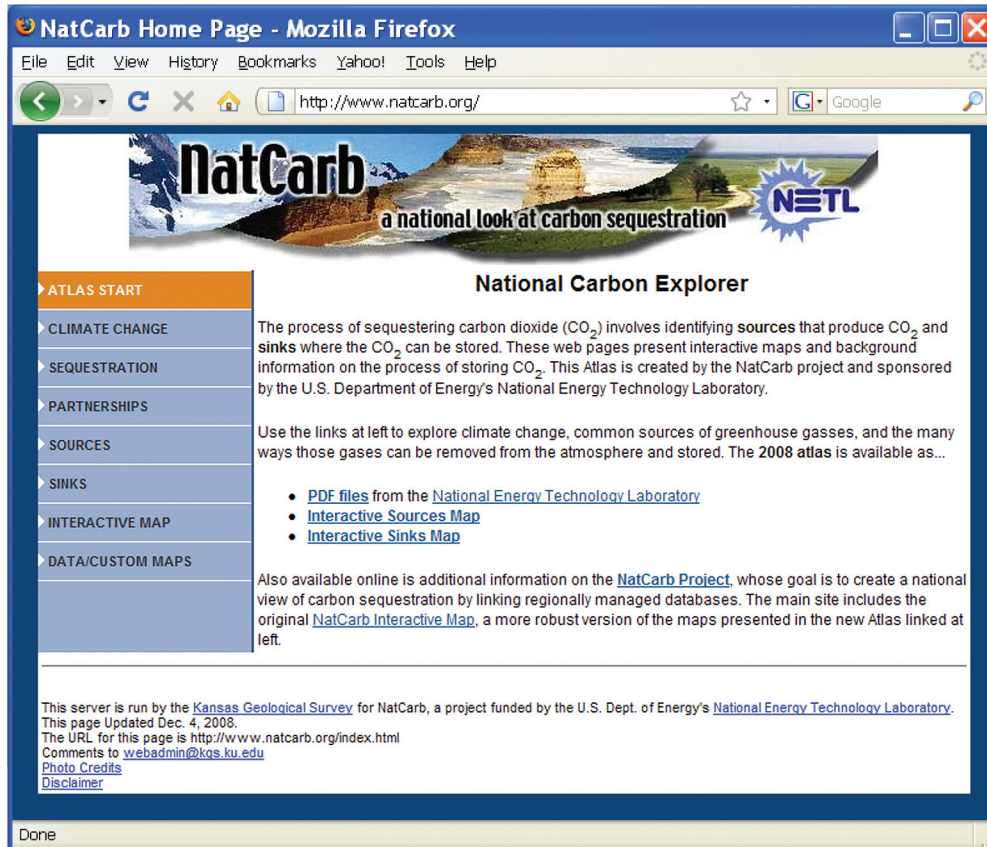 NatCarb Home Page - Mozilla Firefox
File Edit View History Bookmarks Yahoo! Tools Help
http://www.natcarb.org/
G Google
NatCarb
a national look at carbon sequestration
NETL
ATLAS START
CLIMATE CHANGE
SEQUESTRATION
PARTNERSHIPS
SOURCES
SINKS
INTERACTIVE MAP
DATA/CUSTOM MAPS
National Carbon Explorer
The process of sequestering carbon dioxide (CO2) involves identifying sources that produce CO2 and
sinks where the CO2 can be stored. These web pages present interactive maps and background
information on the process of storing CO2. This Atlas is created by the NatCarb project and sponsored
by the U.S. Department of Energy's National Energy Technology Laboratory.
Use the links at left to explore climate change, common sources of greenhouse gasses, and the many
ways those gases can be removed from the atmosphere and stored. The 2008 atlas is available as...
• PDF files from the National Energy Technology Laboratory
• Interactive Sources Map
• Interactive Sinks Map
Also available online is additional information on the NatCarb Project, whose goal is to create a national
view of carbon sequestration by linking regionally managed databases. The main site includes the
original NatCarb Interactive Map, a more robust version of the maps presented in the new Atlas linked at
left.
This server is run by the Kansas Geological Survey for NatCarb, a project funded by the U.S. Dept. of Energy's National Energy Technology Laboratory.
This page Updated Dec. 4, 2008.
The URL for this page is http://www.natcarb.org/index.html
Comments to webadmin@kgs.ku.edu
Photo Credits
Disclaimer
Done